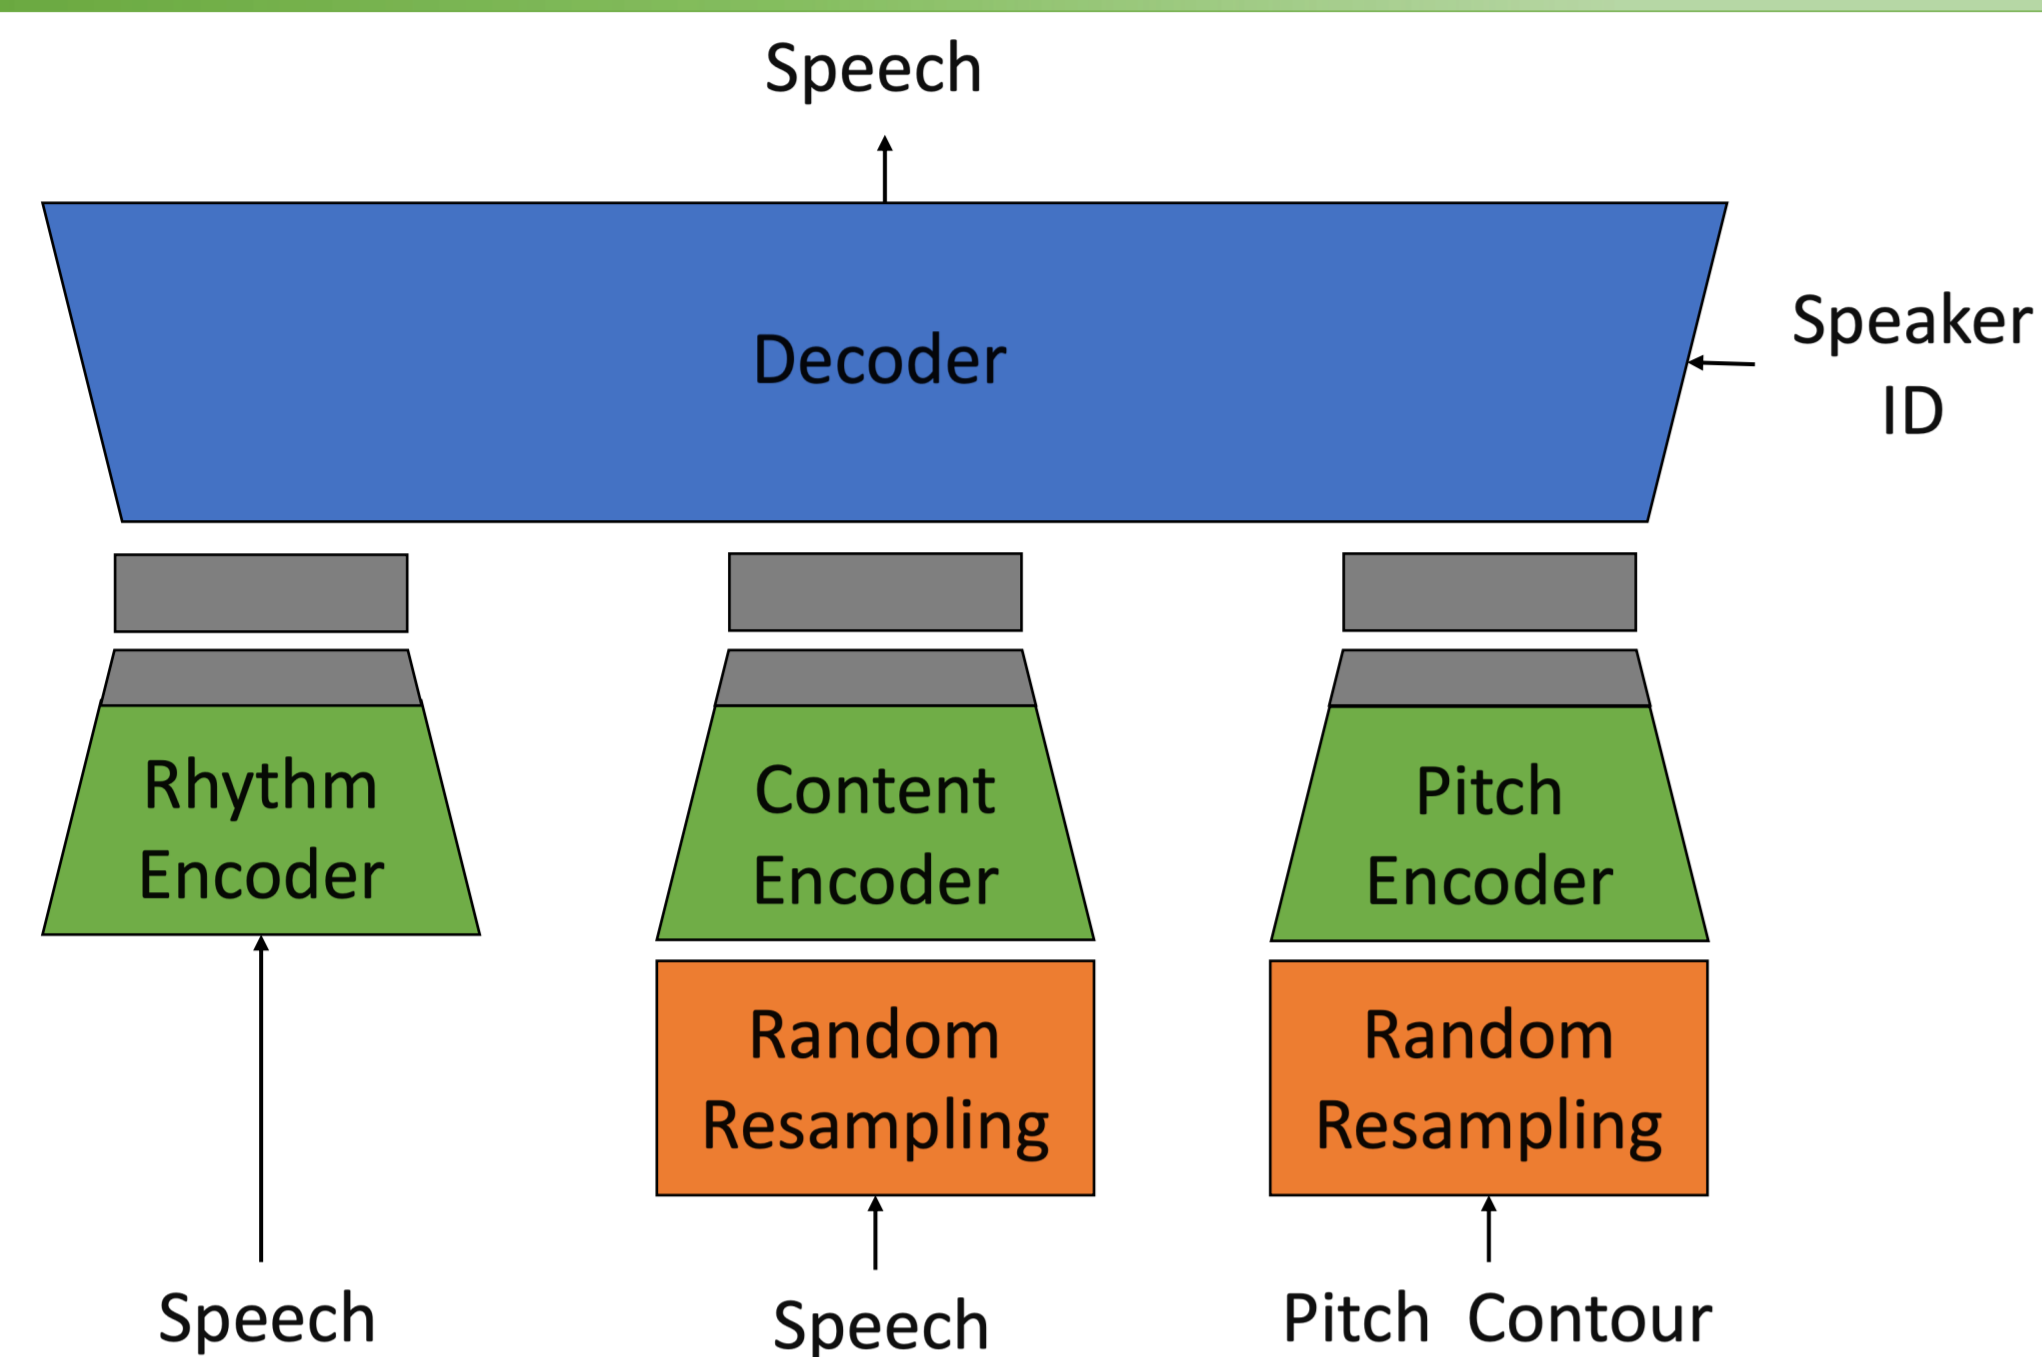 Speech
Decoder
Speaker
ID
Rhythm
Encoder
Content
Encoder
Pitch
Encoder
Random
Resampling
Random
Resampling
Speech
Speech
Pitch Contour